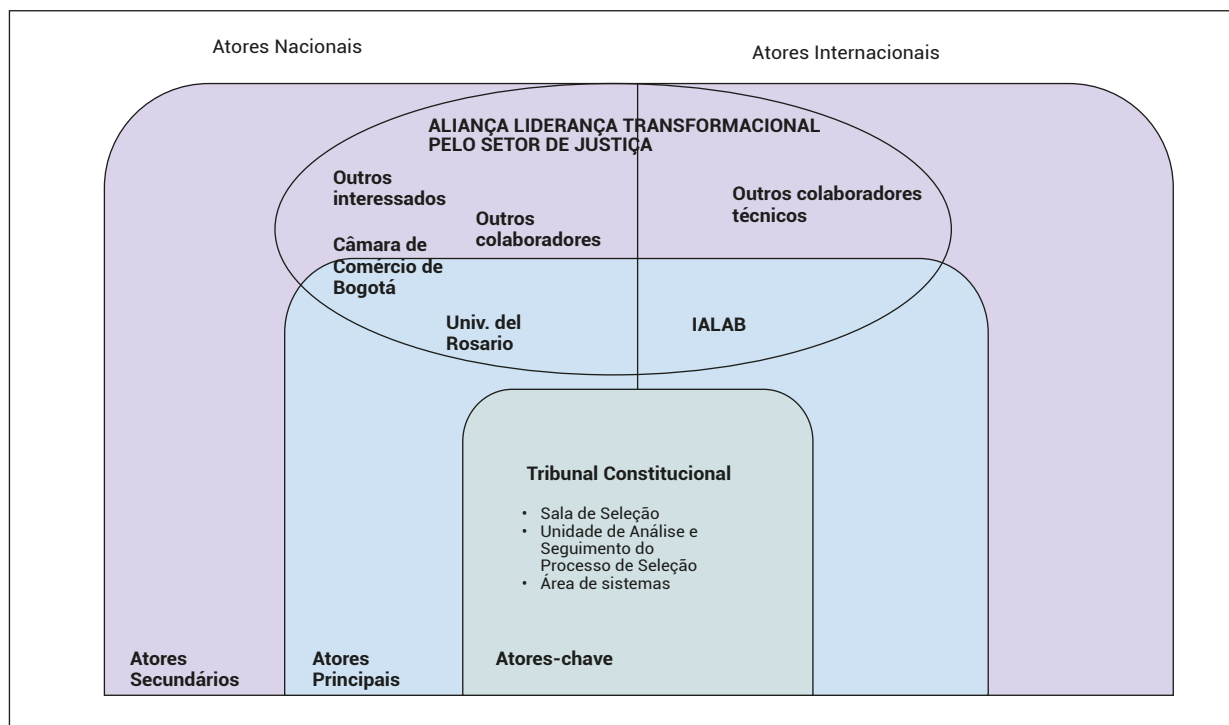 Atores Nacionais
Atores Internacionais
ALIANÇA LIDERANÇA TRANSFORMACIONAL
PELO SETOR DE JUSTIÇA
Outros
interessados
Outros
colaboradores
Outros colaboradores
técnicos
Câmara de
Comércio de
Bogotá
Univ. del
Rosario
IALAB
Tribunal Constitucional
• Sala de Seleção
• Unidade de Análise e
Seguimento do
Processo de Seleção
• Área de sistemas
Atores
Secundários
Atores
Principais
Atores-chave